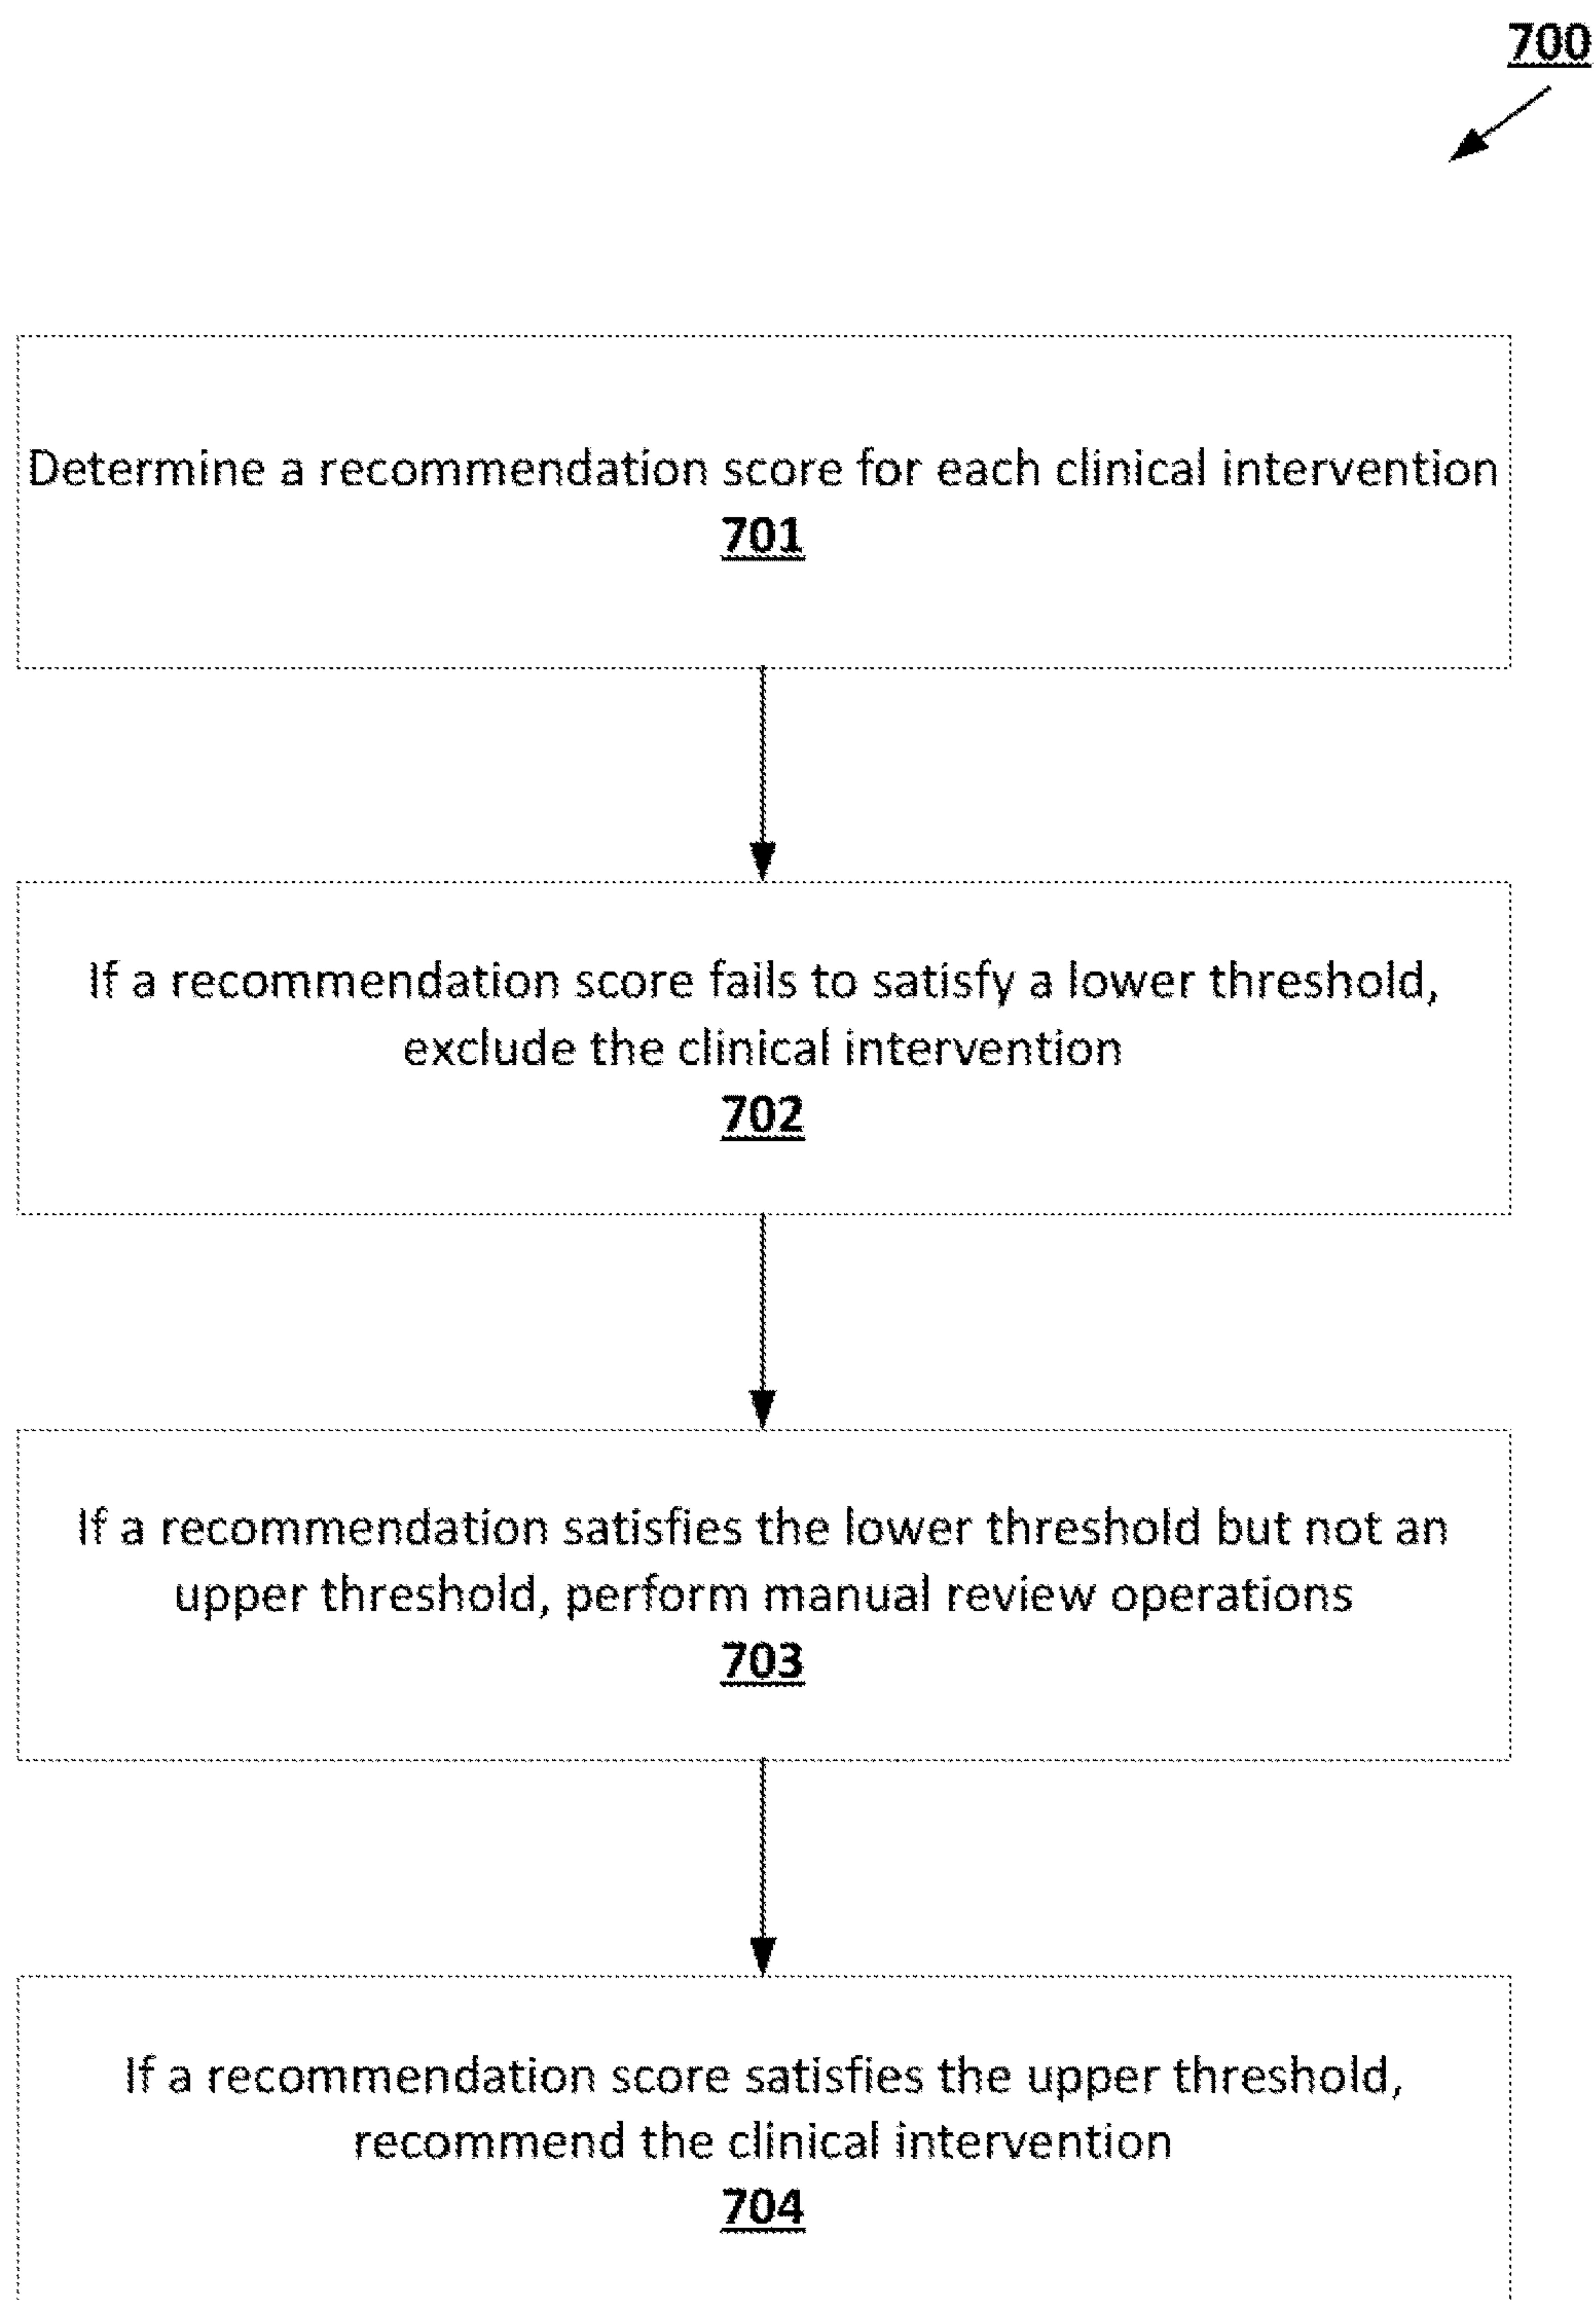 700
Determine a recommendation score for each clinical intervention
701
If a recommendation score fails to satisfy a lower threshold,
exclude the clinical intervention
702
If a recommendation satisfies the lower threshold but not an
upper threshold, perform manual review operations
703
If a recommendation score satisfies the upper threshold,
recommend the clinical intervention
704